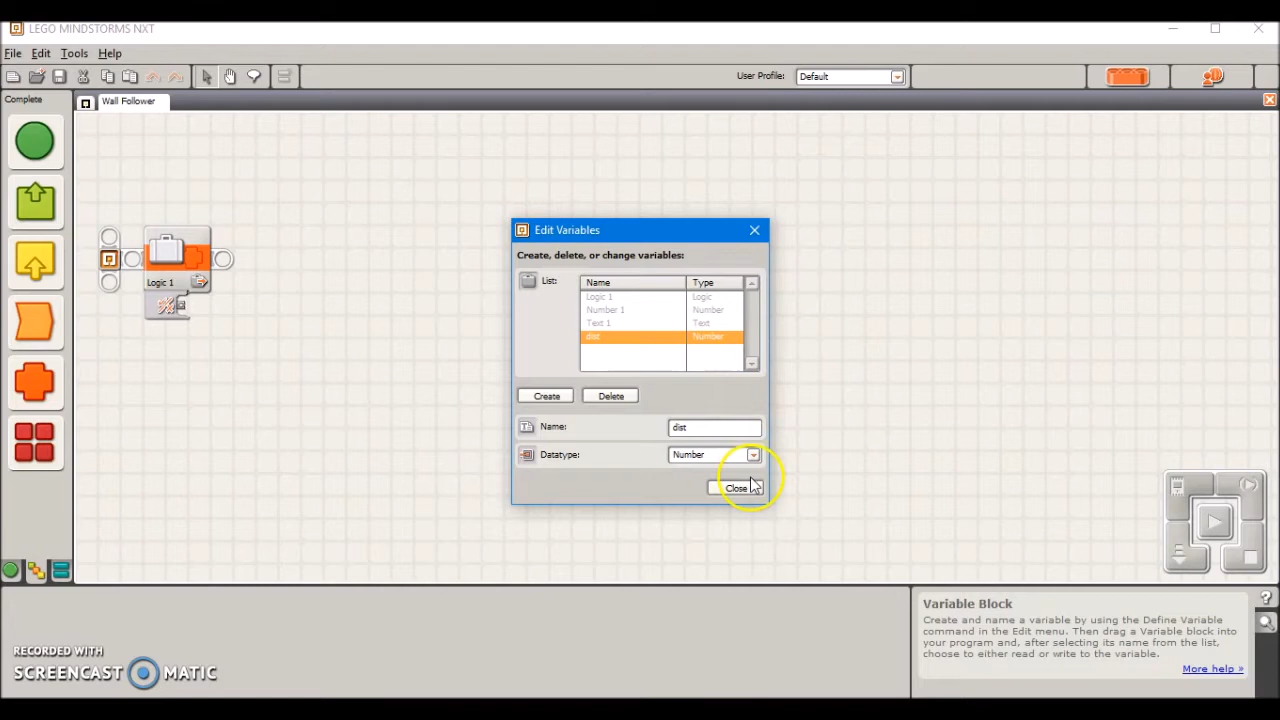 LEGO MINDSTORMS NXT
File Edit Tools Help
User Profile: Default
Complete
Wall Follower
Logic 1
Edit Variables
Create, delete, or change variables:
List:
Name Type
Logic 1 Logic
Number 1 Number
Text 1 Text
dist Number
Create Delete
Name: dist
Datatype: Number
Close
Variable Block
Create and name a variable by using the Define Variable
command in the Edit menu. Then drag a Variable block into
your program and, after selecting its name from the list,
choose to either read or write to the variable.
More help »
RECORDED WITH
SCREENCAST MATIC